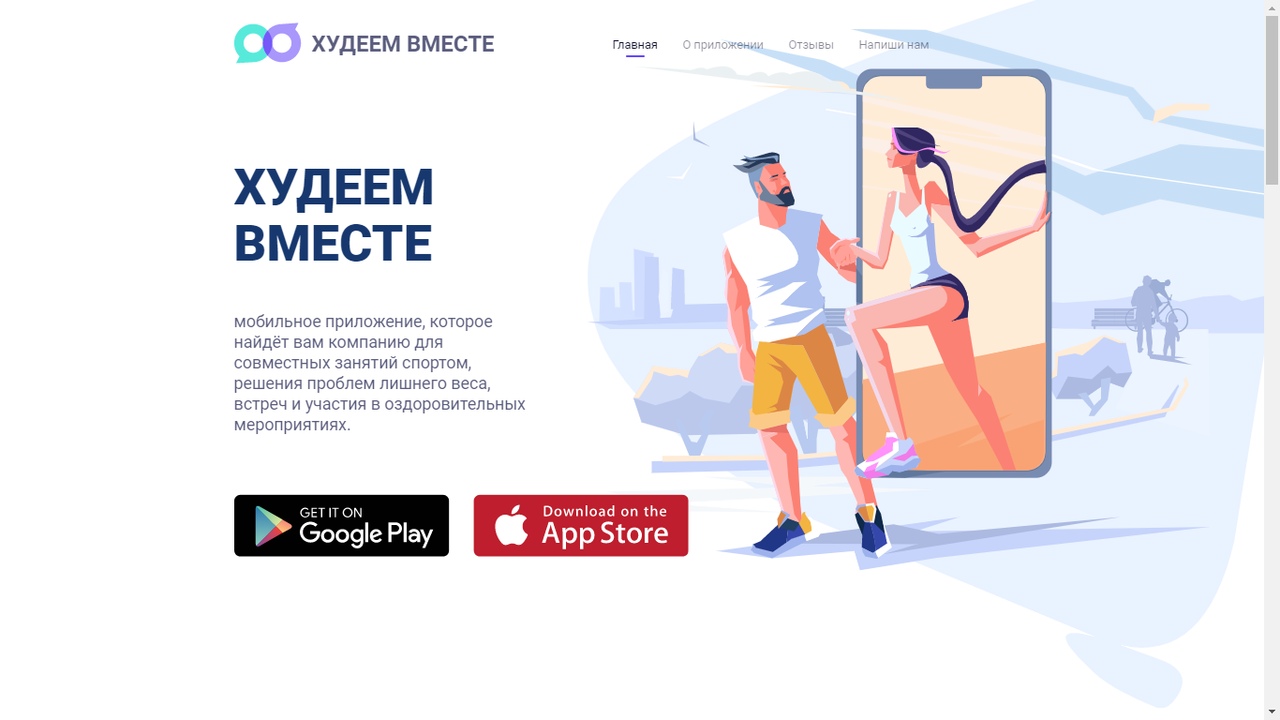 ХУДЕЕМ ВМЕСТЕ
Главная
О приложении
Отзывы
Напиши нам
ХУДЕЕМ
ВМЕСТЕ
мобильное приложение, которое
найдёт вам компанию для
совместных занятий спортом,
решения проблем лишнего веса,
встреч и участия в оздоровительных
мероприятиях.
GET IT ON
Google Play
Download on the
App Store